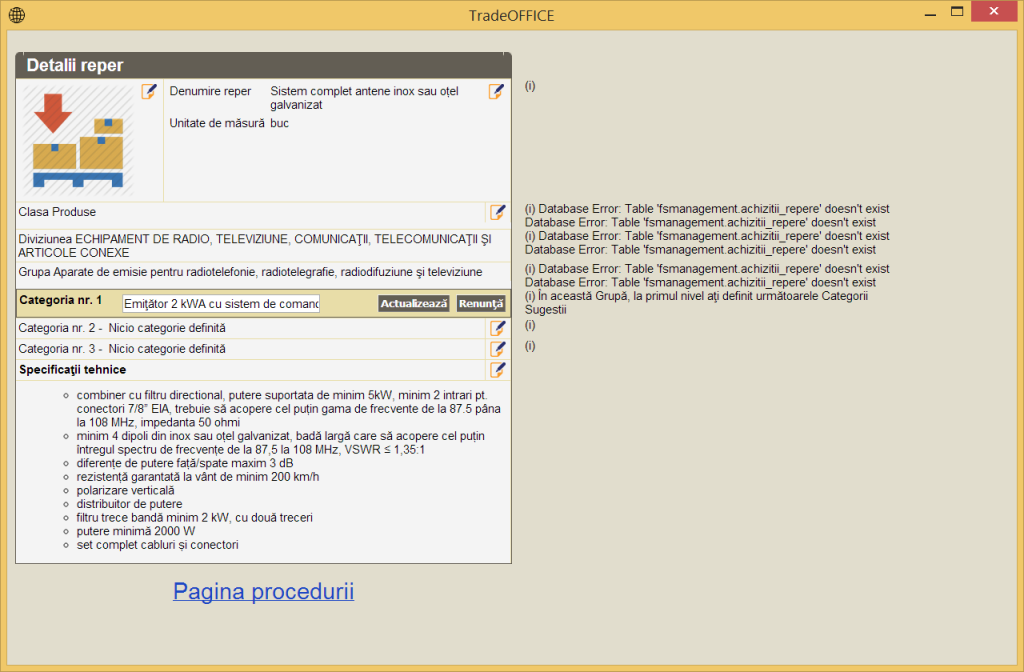 TradeOFFICE
Detalii reper
Denumire reper Sistem complet antene inox sau oțel
galvanizat
(i)
Unitate de măsură buc
Clasa Produse
(i) Database Error: Table 'fsmanagement.achizitii_repere' doesn't exist
Database Error: Table 'fsmanagement.achizitii_repere' doesn't exist
Diviziunea ECHIPAMENT DE RADIO, TELEVIZIUNE, COMUNICAŢII, TELECOMUNICAŢII ŞI
ARTICOLE CONEXE
(i) Database Error: Table 'fsmanagement.achizitii_repere' doesn't exist
Database Error: Table 'fsmanagement.achizitii_repere' doesn't exist
Grupa Aparate de emisie pentru radiotelefonie, radiotelegrafie, radiodifuziune şi televiziune
(i) Database Error: Table 'fsmanagement.achizitii_repere' doesn't exist
Database Error: Table 'fsmanagement.achizitii_repere' doesn't exist
Categoria nr. 1 Emiţător 2 kWA cu sistem de comanc Actualizează Renunţă
(i) În această Grupă, la primul nivel aţi definit următoarele Categorii
Sugestii
Categoria nr. 2 - Nicio categorie definită
(i)
Categoria nr. 3 - Nicio categorie definită
(i)
Specificaţii tehnice
combiner cu filtru directional, putere suportata de minim 5kW, minim 2 intrari pt.
conectori 7/8” EIA, trebuie să acopere cel puțin gama de frecvente de la 87.5 pâna
la 108 MHz, impedanta 50 ohmi
minim 4 dipoli din inox sau oțel galvanizat, badă largă care să acopere cel puțin
întregul spectru de frecvențe de la 87,5 la 108 MHz, VSWR ≤ 1,35:1
diferențe de putere față/spate maxim 3 dB
rezistență garantată la vânt de minim 200 km/h
polarizare verticală
distribuitor de putere
filtru trece bandă minim 2 kW, cu două treceri
putere minimă 2000 W
set complet cabluri și conectori
Pagina procedurii